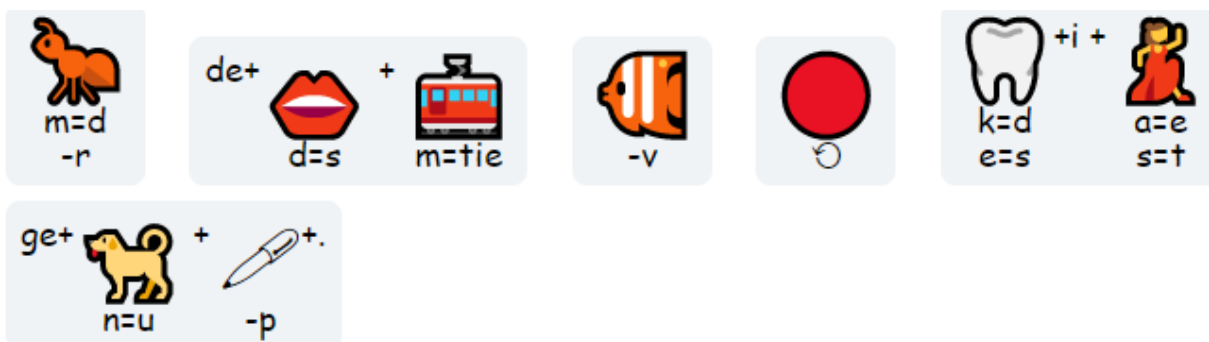 de+ + +i +
m=d d=s m=tie -v k=d a=e
-r e=s s=t
ge+ + +.
n=u -p